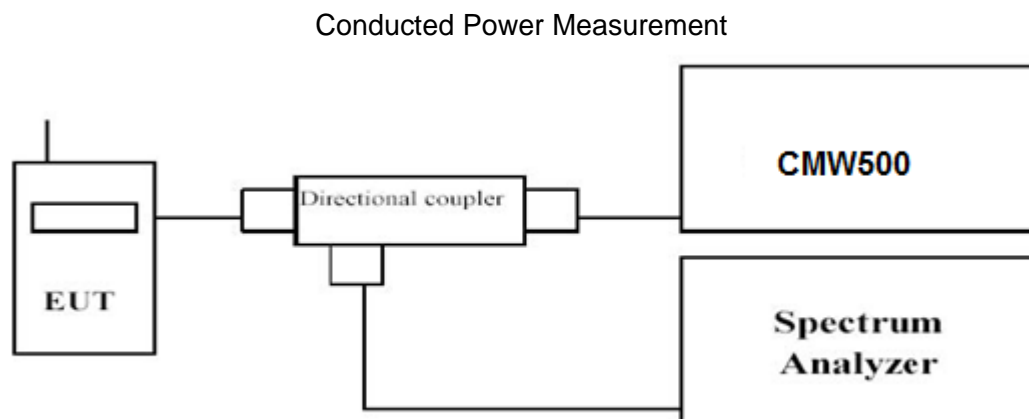 Conducted Power Measurement
CMW500
Directional coupler
EUT
Spectrum
Analyzer